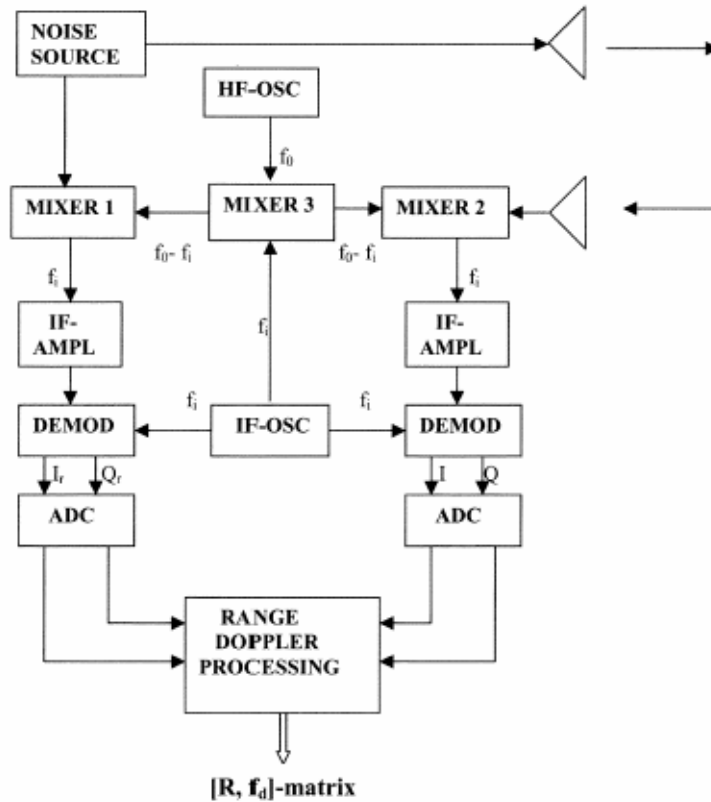 NOISE
SOURCE
HF-OSC
f₀
MIXER 1
MIXER 3
MIXER 2
f₀- fᵢ
f₀- fᵢ
fᵢ
fᵢ
IF-
AMPL
IF-
AMPL
fᵢ
fᵢ
fᵢ
DEMOD
IF-OSC
DEMOD
Iᵣ
Qᵣ
I
Q
ADC
ADC
RANGE
DOPPLER
PROCESSING
[R, f_d]-matrix